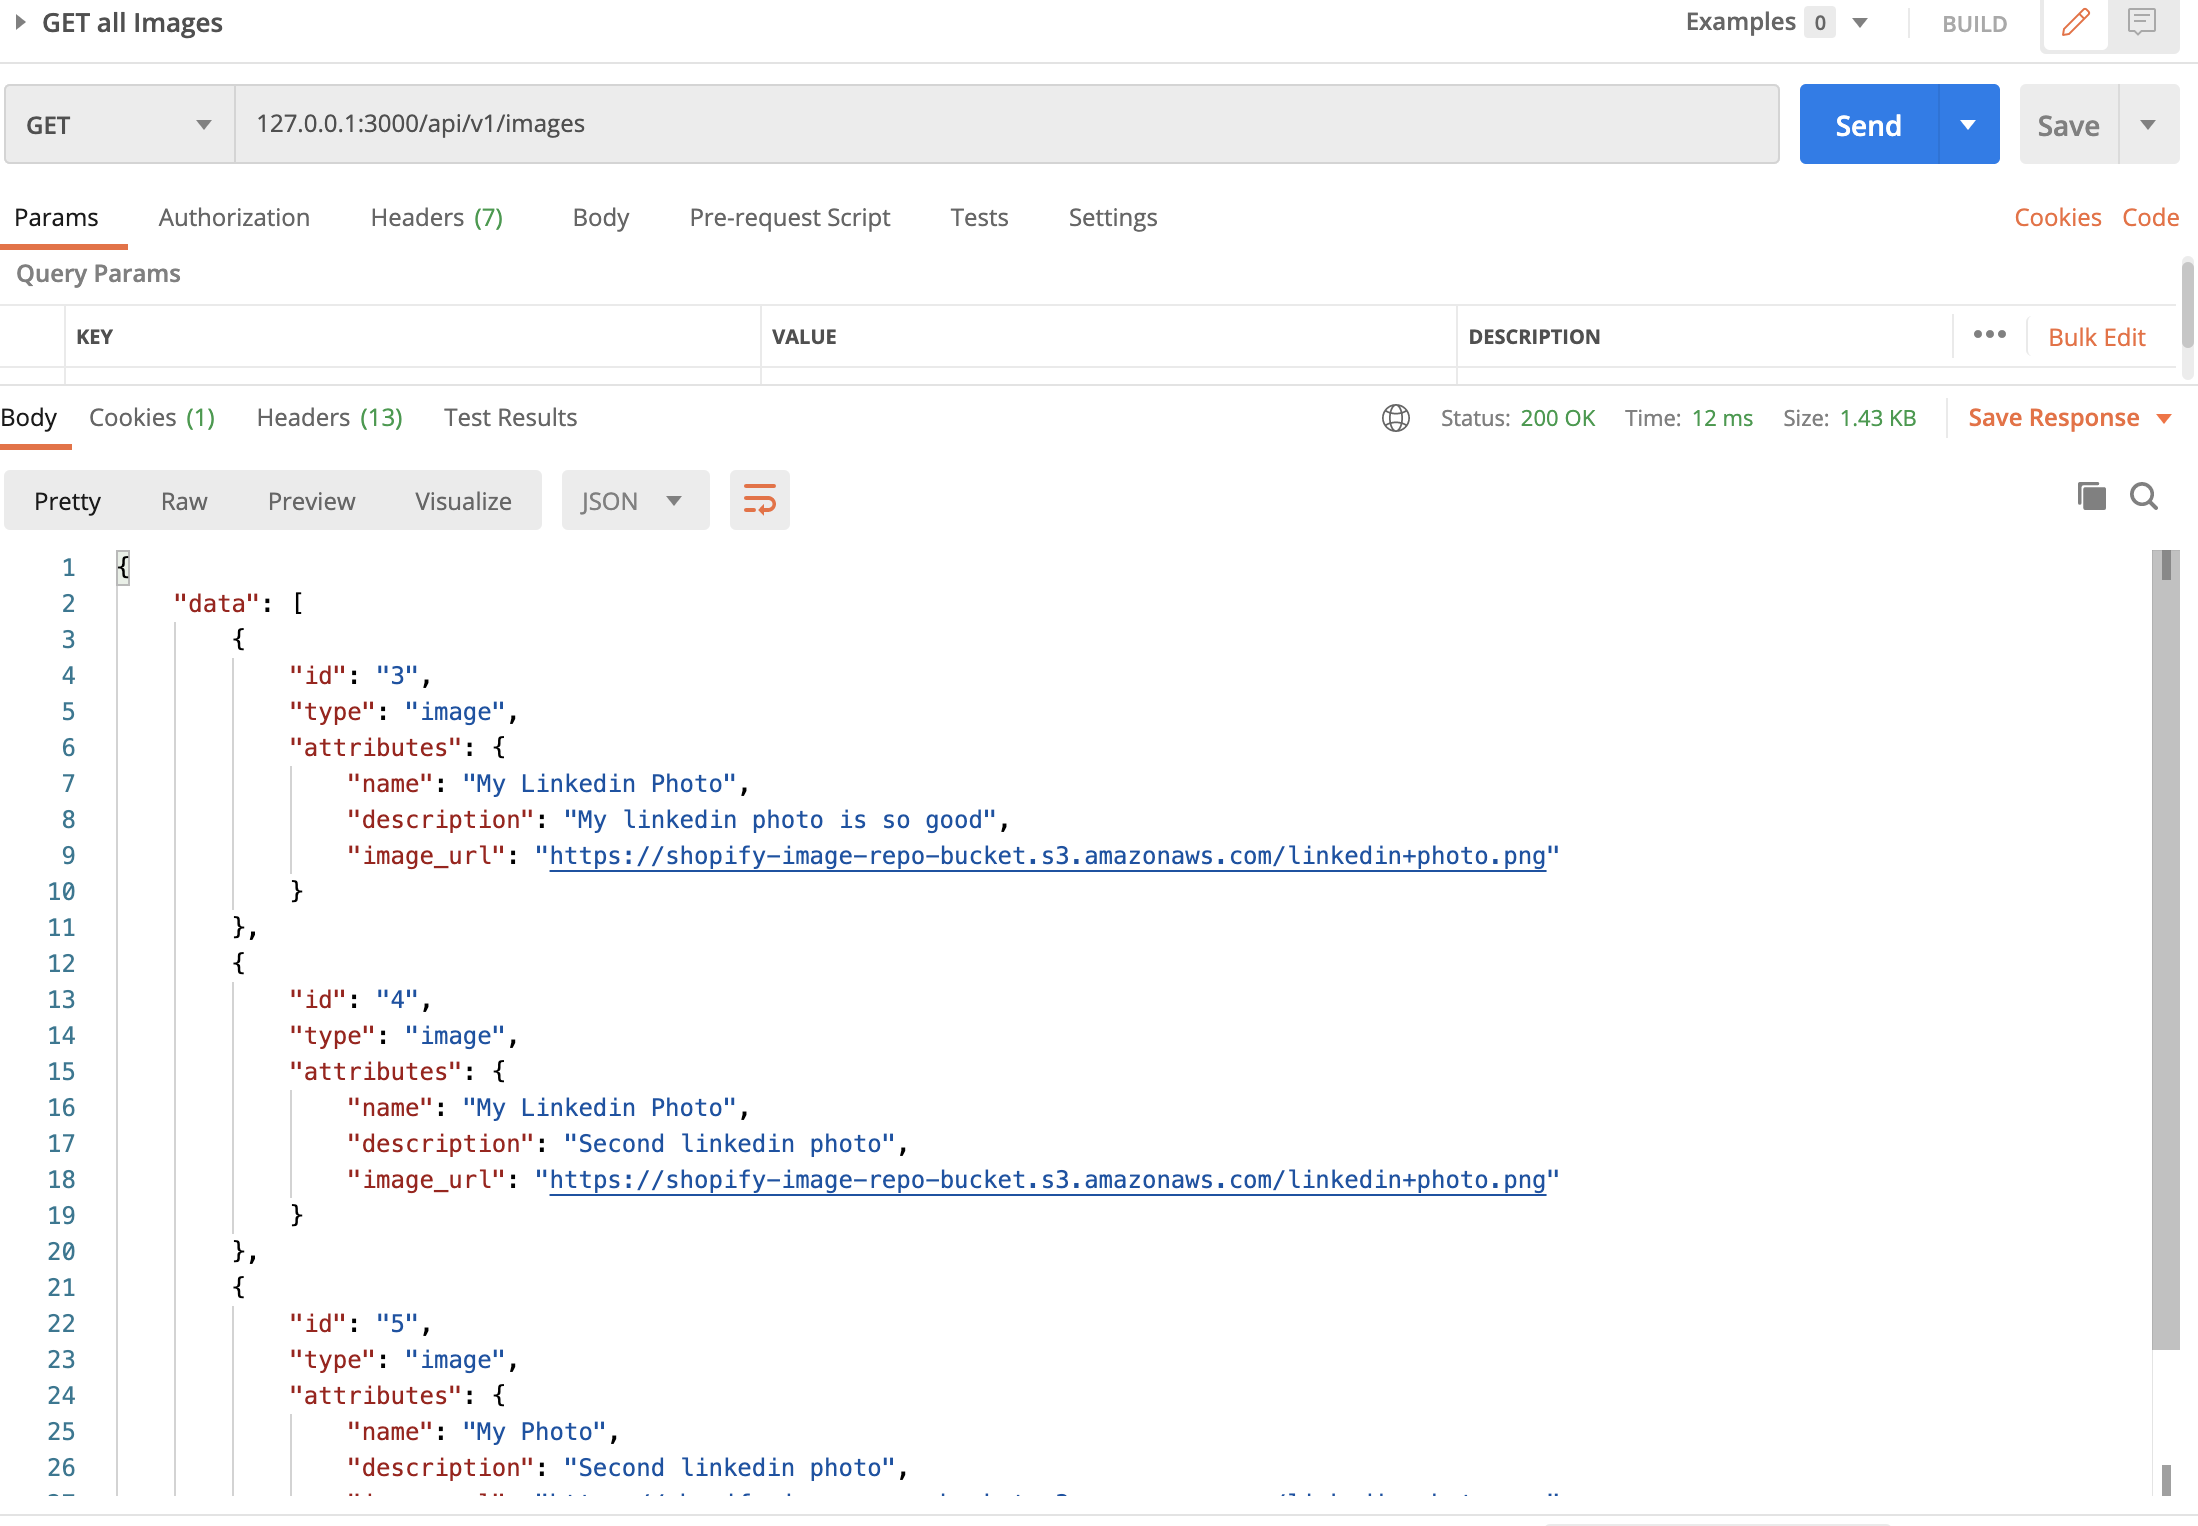 GET all Images
Examples 0
BUILD
GET
127.0.0.1:3000/api/v1/images
Send
Save
Params Authorization Headers (7) Body Pre-request Script Tests Settings
Cookies Code
Query Params
KEY VALUE DESCRIPTION ••• Bulk Edit
Body Cookies (1) Headers (13) Test Results
Status: 200 OK Time: 12 ms Size: 1.43 KB Save Response
Pretty Raw Preview Visualize JSON
1 {
2 "data": [
3 {
4 "id": "3",
5 "type": "image",
6 "attributes": {
7 "name": "My Linkedin Photo",
8 "description": "My linkedin photo is so good",
9 "image_url": "https://shopify-image-repo-bucket.s3.amazonaws.com/linkedin+photo.png"
10 }
11 },
12 {
13 "id": "4",
14 "type": "image",
15 "attributes": {
16 "name": "My Linkedin Photo",
17 "description": "Second linkedin photo",
18 "image_url": "https://shopify-image-repo-bucket.s3.amazonaws.com/linkedin+photo.png"
19 }
20 },
21 {
22 "id": "5",
23 "type": "image",
24 "attributes": {
25 "name": "My Photo",
26 "description": "Second linkedin photo",